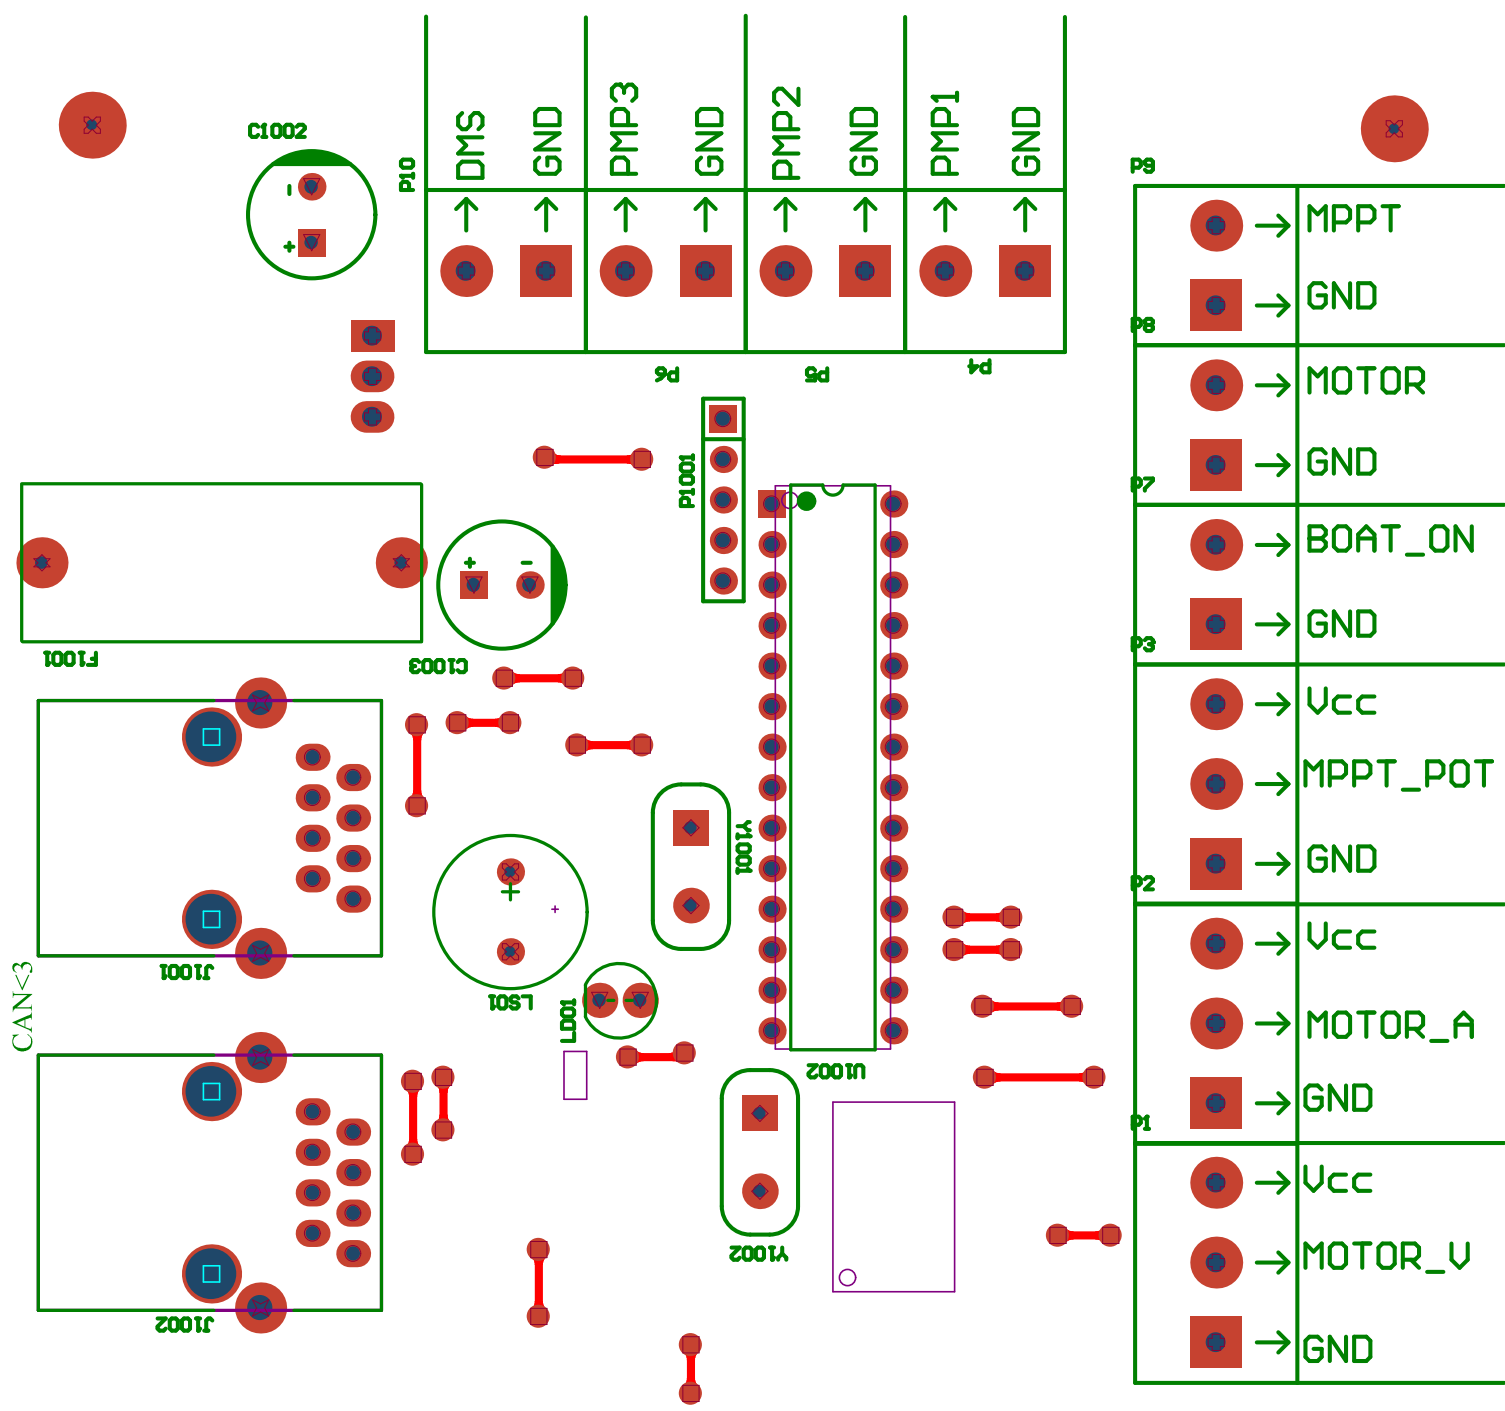 C1002
-
+
P10
DMS
GND
PMP3
GND
PMP2
GND
PMP1
GND
P6
P5
P4
P9
MPPT
GND
P8
MOTOR
GND
P7
BOAT_ON
GND
P3
Vcc
MPPT_POT
GND
P2
Vcc
MOTOR_A
GND
P1
Vcc
MOTOR_V
GND
P1001
F1001
+ -
C1003
J1001
Y1001
+
LS01
LD01
U1002
CAN<3
J1002
Y1002